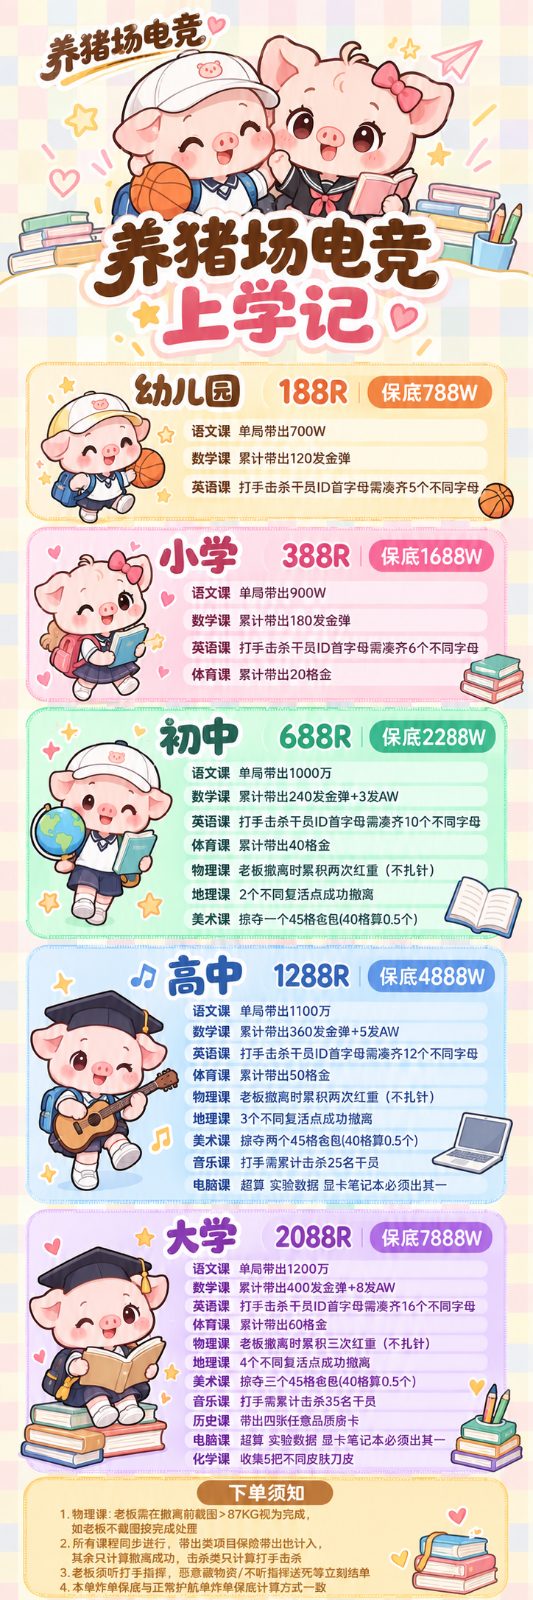 养猪场电竞
养猪场电竞
上学记
幼儿园 188R 保底788W
语文课 单局带出700W
数学课 累计带出120发金弹
英语课 打手击杀干员ID首字母需凑齐5个不同字母
小学 388R 保底1688W
语文课 单局带出900W
数学课 累计带出180发金弹
英语课 打手击杀干员ID首字母需凑齐6个不同字母
体育课 累计带出20格金
初中 688R 保底2288W
语文课 单局带出1000万
数学课 累计带出240发金弹+3发AW
英语课 打手击杀干员ID首字母需凑齐10个不同字母
体育课 累计带出40格金
物理课 老板撤离时累积两次红重（不扎针）
地理课 2个不同复活点成功撤离
美术课 掠夺一个45格包(40格算0.5个)
高中 1288R 保底4888W
语文课 单局带出1100万
数学课 累计带出360发金弹+5发AW
英语课 打手击杀干员ID首字母需凑齐12个不同字母
体育课 累计带出50格金
物理课 老板撤离时累积两次红重（不扎针）
地理课 3个不同复活点成功撤离
美术课 掠夺两个45格包(40格算0.5个)
音乐课 打手需累计击杀25名干员
电脑课 超算 实验数据 显卡笔记本必须出其一
大学 2088R 保底7888W
语文课 单局带出1200万
数学课 累计带出400发金弹+8发AW
英语课 打手击杀干员ID首字母需凑齐16个不同字母
体育课 累计带出60格金
物理课 老板撤离时累积三次红重（不扎针）
地理课 4个不同复活点成功撤离
美术课 掠夺三个45格包(40格算0.5个)
音乐课 打手需累计击杀35名干员
历史课 带出四张任意品质房卡
电脑课 超算 实验数据 显卡笔记本必须出其一
化学课 收集5把不同皮肤刀皮
下单须知
1. 物理课：老板需在撤离前截图>87KG视为完成，
如老板不截图按完成处理
2. 所有课程同步进行，带出类项目保险带出也计入，
其余只计算撤离成功，击杀类只计算打手击杀
3. 老板须听打手指挥，恶意藏物资/不听指挥送死等立刻结单
4. 本单炸单保底与正常护航单炸单保底计算方式一致